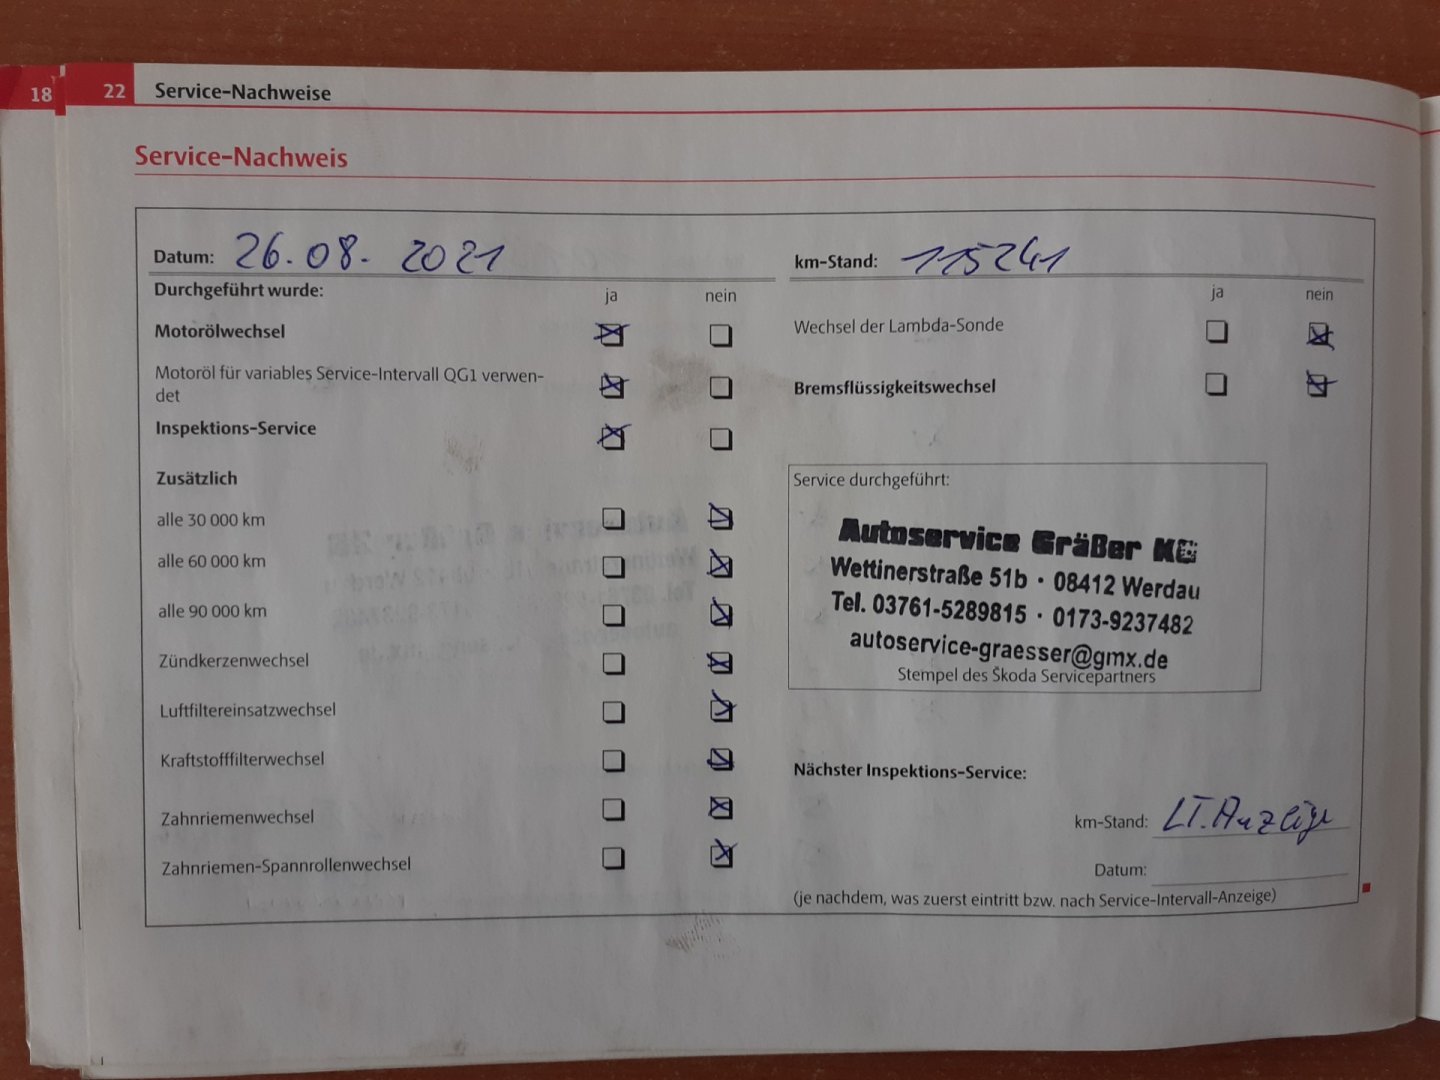 18
22 Service-Nachweise
Service-Nachweis
Datum: 26.08.2021
Durchgeführt wurde: ja nein
Motorölwechsel
Motoröl für variables Service-Intervall QG1 verwen-
det
Inspektions-Service
Zusätzlich
alle 30 000 km
alle 60 000 km
alle 90 000 km
Zündkerzenwechsel
Luftfiltereinsatzwechsel
Kraftstofffilterwechsel
Zahnriemenwechsel
Zahnriemen-Spannrollenwechsel
km-Stand: 115241
ja nein
Wechsel der Lambda-Sonde
Bremsflüssigkeitswechsel
Service durchgeführt:
Autoservice Gräßer KG
Wettinerstraße 51b · 08412 Werdau
Tel. 03761-5289815 · 0173-9237482
autoservice-graesser@gmx.de
Stempel des Škoda Servicepartners
Nächster Inspektions-Service:
km-Stand: LT. Anzeige
Datum:
(je nachdem, was zuerst eintritt bzw. nach Service-Intervall-Anzeige)